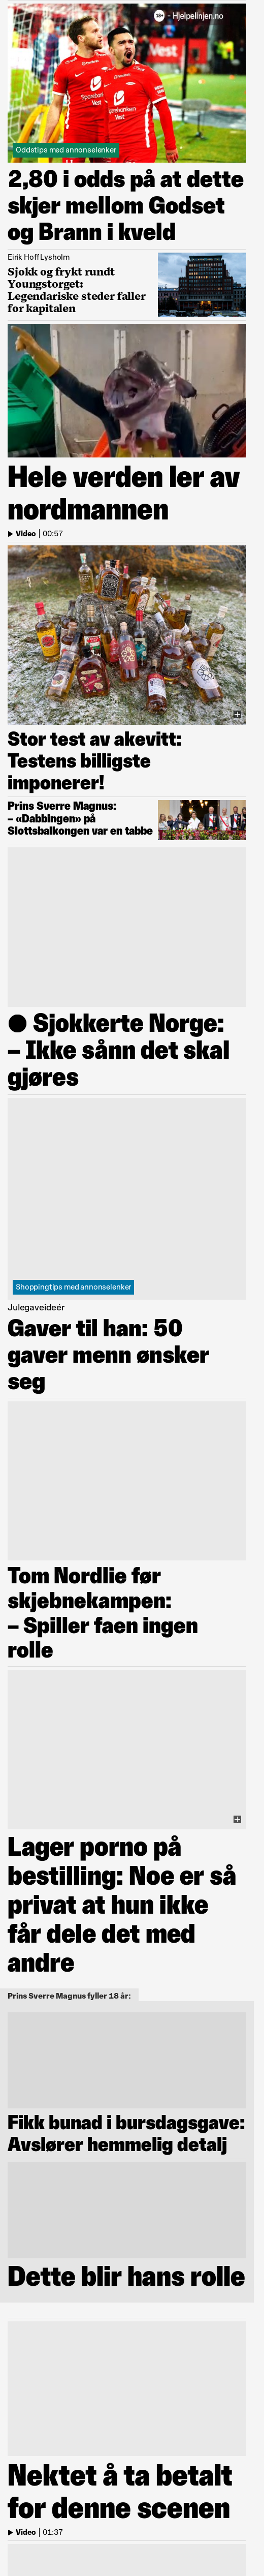 18+ - Hjelpelinjen.no
Sparebanken Vest
Sparebanken Vest
Vest
Oddstips med annonselenker
2,80 i odds på at dette
skjer mellom Godset
og Brann i kveld
Eirik Hoff Lysholm
Sjokk og frykt rundt
Youngstorget:
Legendariske steder faller
for kapitalen
Hele verden ler av
nordmannen
Video | 00:57
Stor test av akevitt:
Testens billigste
imponerer!
Prins Sverre Magnus:
– «Dabbingen» på
Slottsbalkongen var en tabbe
● Sjokkerte Norge:
– Ikke sånn det skal
gjøres
Shoppingtips med annonselenker
Julegaveideér
Gaver til han: 50
gaver menn ønsker
seg
Tom Nordlie før
skjebnekampen:
– Spiller faen ingen
rolle
Lager porno på
bestilling: Noe er så
privat at hun ikke
får dele det med
andre
Prins Sverre Magnus fyller 18 år:
Fikk bunad i bursdagsgave:
Avslører hemmelig detalj
Dette blir hans rolle
Nektet å ta betalt
for denne scenen
Video | 01:37